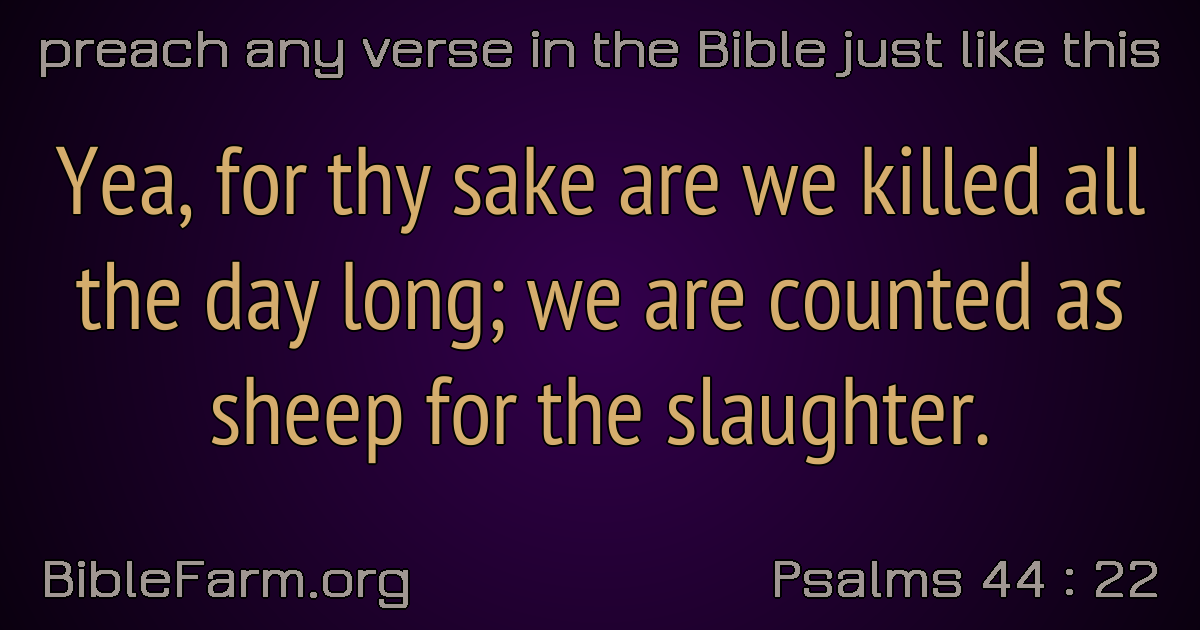 preach any verse in the Bible just like this
Yea, for thy sake are we killed all
the day long; we are counted as
sheep for the slaughter.
BibleFarm.org
Psalms 44 : 22